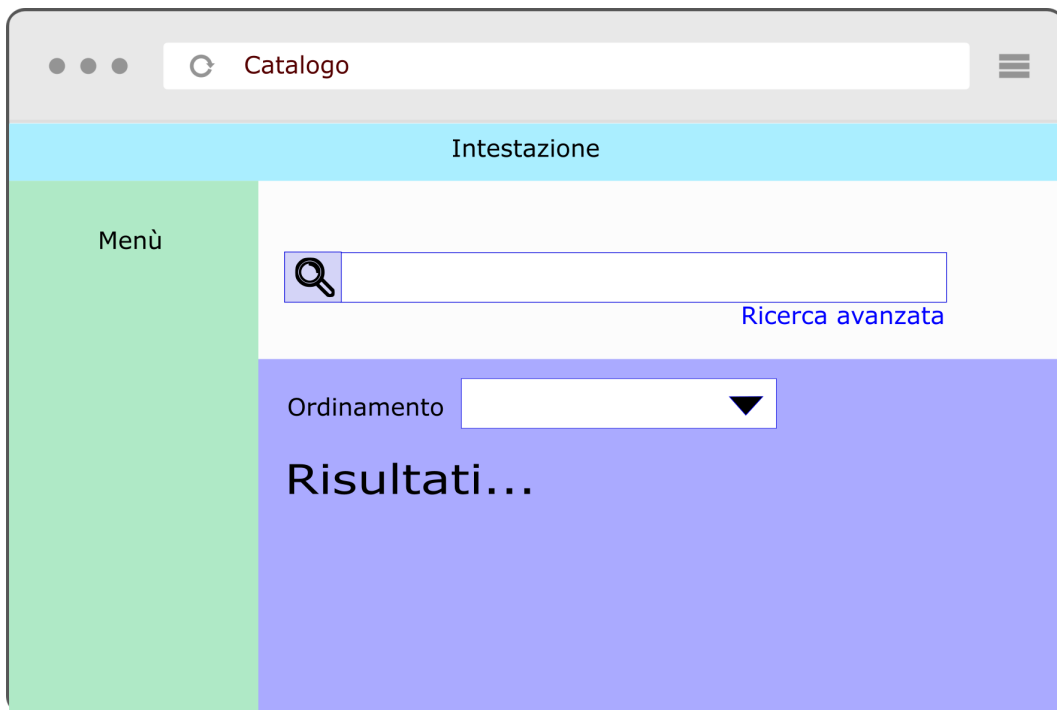 Catalogo
Intestazione
Menù
Ricerca avanzata
Ordinamento
Risultati...